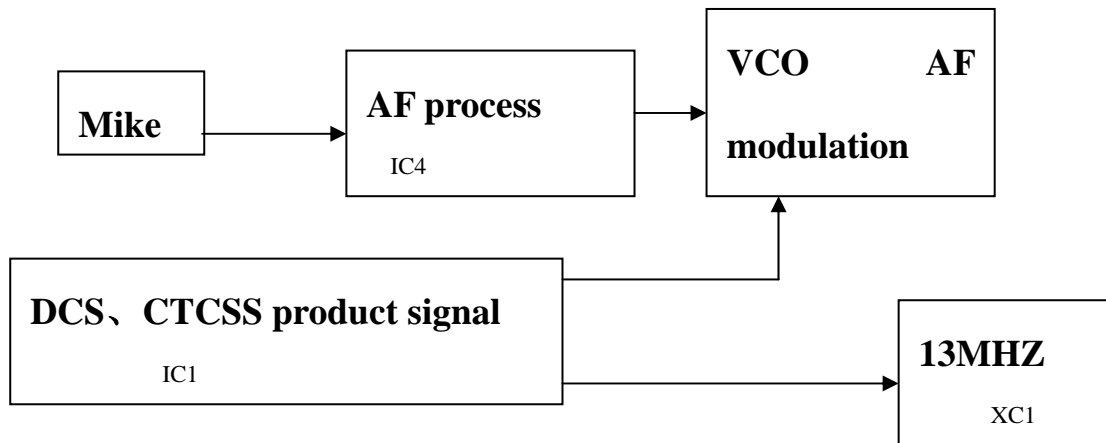 VCO AF
modulation
AF process
IC4
Mike
DCS、CTCSS product signal
IC1
13MHZ
XC1